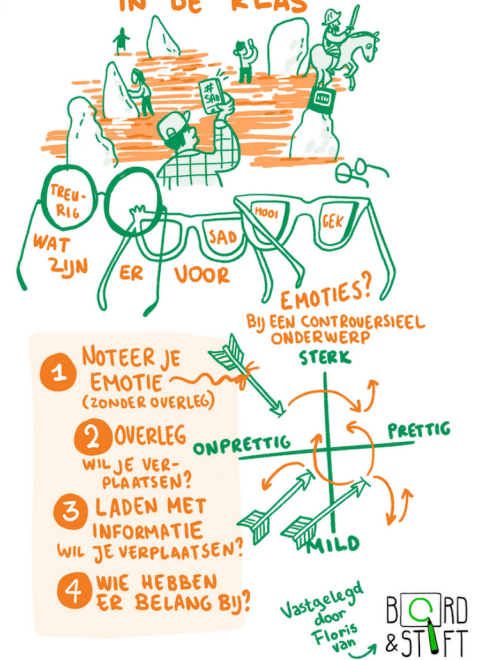 IN DE KLAS
#
SAD
TREU-
RIG
SAD
MOOI
GEK
WAT
ZIJN
ER
VOOR
EMOTIES?
BIJ EEN CONTROVERSIEEL
ONDERWERP
1 NOTEER JE
EMOTIE
(ZONDER OVERLEG)
2 OVERLEG
WIL JE VER-
PLAATSEN?
3 LADEN MET
INFORMATIE
WIL JE VERPLAATSEN?
4 WIE HEBBEN
ER BELANG BIJ?
STERK
ONPRETTIG
PRETTIG
MILD
Vastgelegd
door
Floris
van
BORD
& STIFT